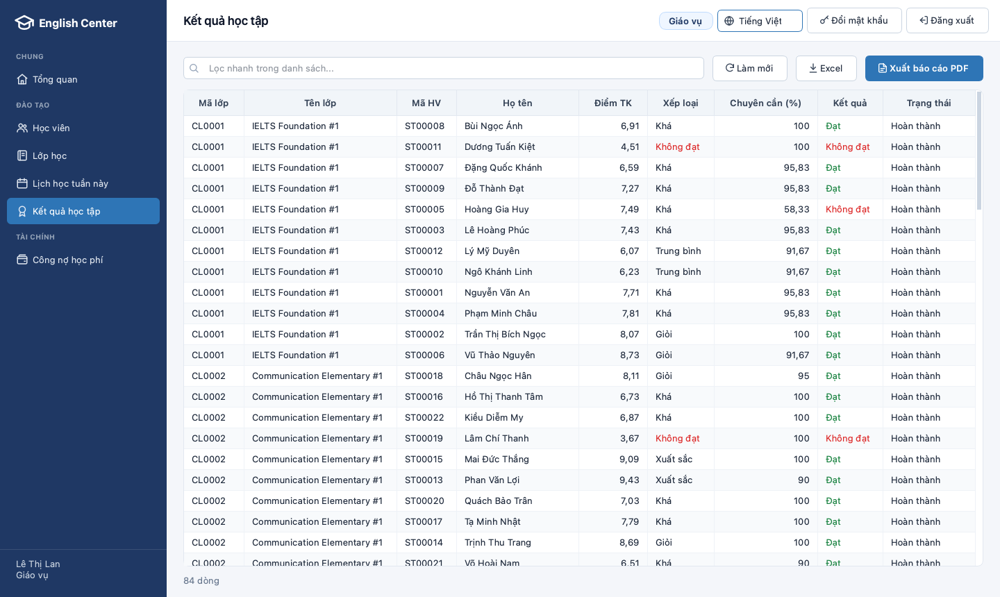 English Center
CHUNG
Tổng quan
ĐÀO TẠO
Học viên
Lớp học
Lịch học tuần này
Kết quả học tập
TÀI CHÍNH
Công nợ học phí
Lê Thị Lan
Giáo vụ
Kết quả học tập
Giáo vụ Tiếng Việt Đổi mật khẩu Đăng xuất
Lọc nhanh trong danh sách... Làm mới Excel Xuất báo cáo PDF
Mã lớp Tên lớp Mã HV Họ tên Điểm TK Xếp loại Chuyên cần (%) Kết quả Trạng thái
CL0001 IELTS Foundation #1 ST00008 Bùi Ngọc Ánh 6,91 Khá 100 Đạt Hoàn thành
CL0001 IELTS Foundation #1 ST00011 Dương Tuấn Kiệt 4,51 Không đạt 100 Không đạt Hoàn thành
CL0001 IELTS Foundation #1 ST00007 Đặng Quốc Khánh 6,59 Khá 95,83 Đạt Hoàn thành
CL0001 IELTS Foundation #1 ST00009 Đỗ Thành Đạt 7,27 Khá 95,83 Đạt Hoàn thành
CL0001 IELTS Foundation #1 ST00005 Hoàng Gia Huy 7,49 Khá 58,33 Không đạt Hoàn thành
CL0001 IELTS Foundation #1 ST00003 Lê Hoàng Phúc 7,43 Khá 95,83 Đạt Hoàn thành
CL0001 IELTS Foundation #1 ST00012 Lý Mỹ Duyên 6,07 Trung bình 91,67 Đạt Hoàn thành
CL0001 IELTS Foundation #1 ST00010 Ngô Khánh Linh 6,23 Trung bình 91,67 Đạt Hoàn thành
CL0001 IELTS Foundation #1 ST00001 Nguyễn Văn An 7,71 Khá 95,83 Đạt Hoàn thành
CL0001 IELTS Foundation #1 ST00004 Phạm Minh Châu 7,81 Khá 95,83 Đạt Hoàn thành
CL0001 IELTS Foundation #1 ST00002 Trần Thị Bích Ngọc 8,07 Giỏi 100 Đạt Hoàn thành
CL0001 IELTS Foundation #1 ST00006 Vũ Thảo Nguyên 8,73 Giỏi 91,67 Đạt Hoàn thành
CL0002 Communication Elementary #1 ST00018 Châu Ngọc Hân 8,11 Giỏi 95 Đạt Hoàn thành
CL0002 Communication Elementary #1 ST00016 Hồ Thị Thanh Tâm 6,73 Khá 100 Đạt Hoàn thành
CL0002 Communication Elementary #1 ST00022 Kiều Diễm My 6,87 Khá 100 Đạt Hoàn thành
CL0002 Communication Elementary #1 ST00019 Lâm Chí Thanh 3,67 Không đạt 100 Không đạt Hoàn thành
CL0002 Communication Elementary #1 ST00015 Mai Đức Thắng 9,09 Xuất sắc 100 Đạt Hoàn thành
CL0002 Communication Elementary #1 ST00013 Phan Văn Lợi 9,43 Xuất sắc 90 Đạt Hoàn thành
CL0002 Communication Elementary #1 ST00020 Quách Bảo Trân 7,03 Khá 100 Đạt Hoàn thành
CL0002 Communication Elementary #1 ST00017 Tạ Minh Nhật 7,79 Khá 100 Đạt Hoàn thành
CL0002 Communication Elementary #1 ST00014 Trịnh Thu Trang 8,69 Giỏi 100 Đạt Hoàn thành
CL0002 Communication Elementary #1 ST00021 Võ Hoài Nam 6,51 Khá 90 Đạt Hoàn thành
84 dòng